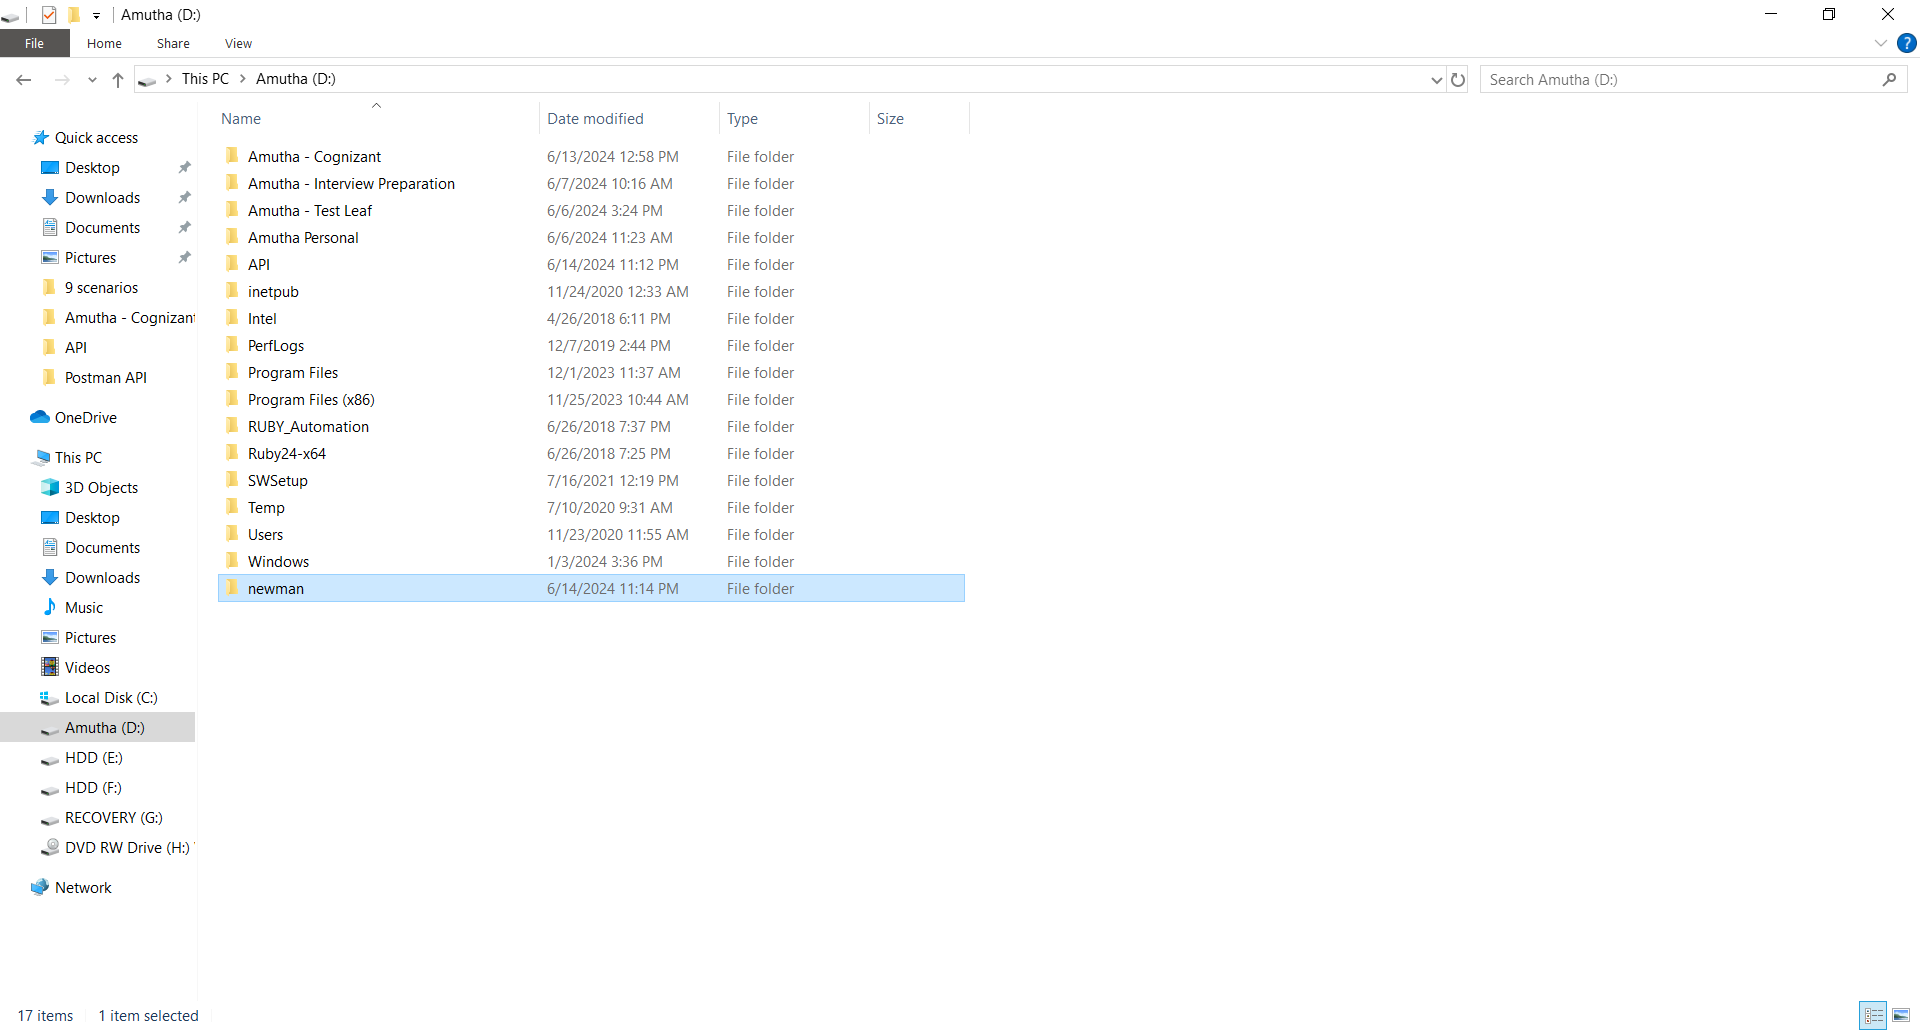 Amutha (D:)
File Home Share View
This PC Amutha (D:) Search Amutha (D:)
Name Date modified Type Size
Quick access
Desktop
Downloads
Documents
Pictures
9 scenarios
Amutha - Cognizant
API
Postman API
OneDrive
This PC
3D Objects
Desktop
Documents
Downloads
Music
Pictures
Videos
Local Disk (C:)
Amutha (D:)
HDD (E:)
HDD (F:)
RECOVERY (G:)
DVD RW Drive (H:)
Network
Amutha - Cognizant 6/13/2024 12:58 PM File folder
Amutha - Interview Preparation 6/7/2024 10:16 AM File folder
Amutha - Test Leaf 6/6/2024 3:24 PM File folder
Amutha Personal 6/6/2024 11:23 AM File folder
API 6/14/2024 11:12 PM File folder
inetpub 11/24/2020 12:33 AM File folder
Intel 4/26/2018 6:11 PM File folder
PerfLogs 12/7/2019 2:44 PM File folder
Program Files 12/1/2023 11:37 AM File folder
Program Files (x86) 11/25/2023 10:44 AM File folder
RUBY_Automation 6/26/2018 7:37 PM File folder
Ruby24-x64 6/26/2018 7:25 PM File folder
SWSetup 7/16/2021 12:19 PM File folder
Temp 7/10/2020 9:31 AM File folder
Users 11/23/2020 11:55 AM File folder
Windows 1/3/2024 3:36 PM File folder
newman 6/14/2024 11:14 PM File folder
17 items 1 item selected